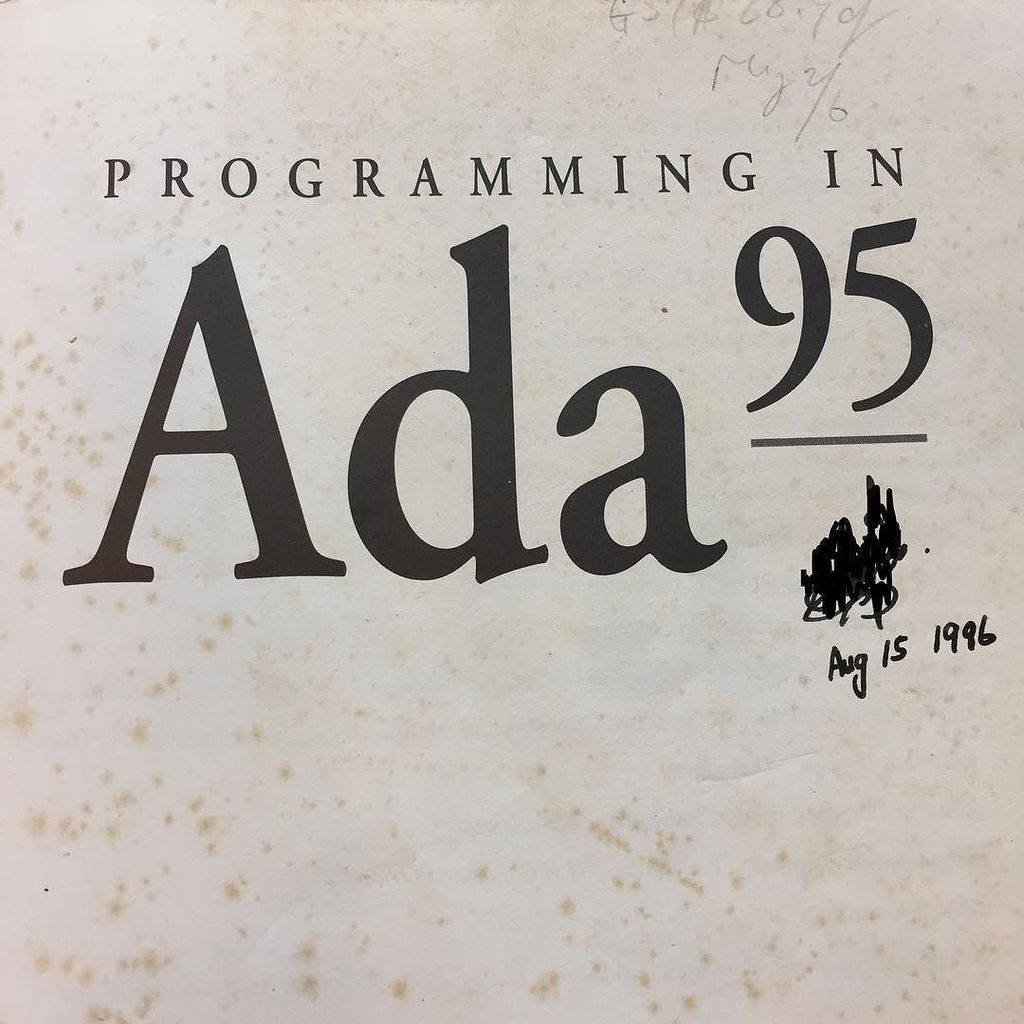 PROGRAMMING IN
Ada 95
Aug 15 1996